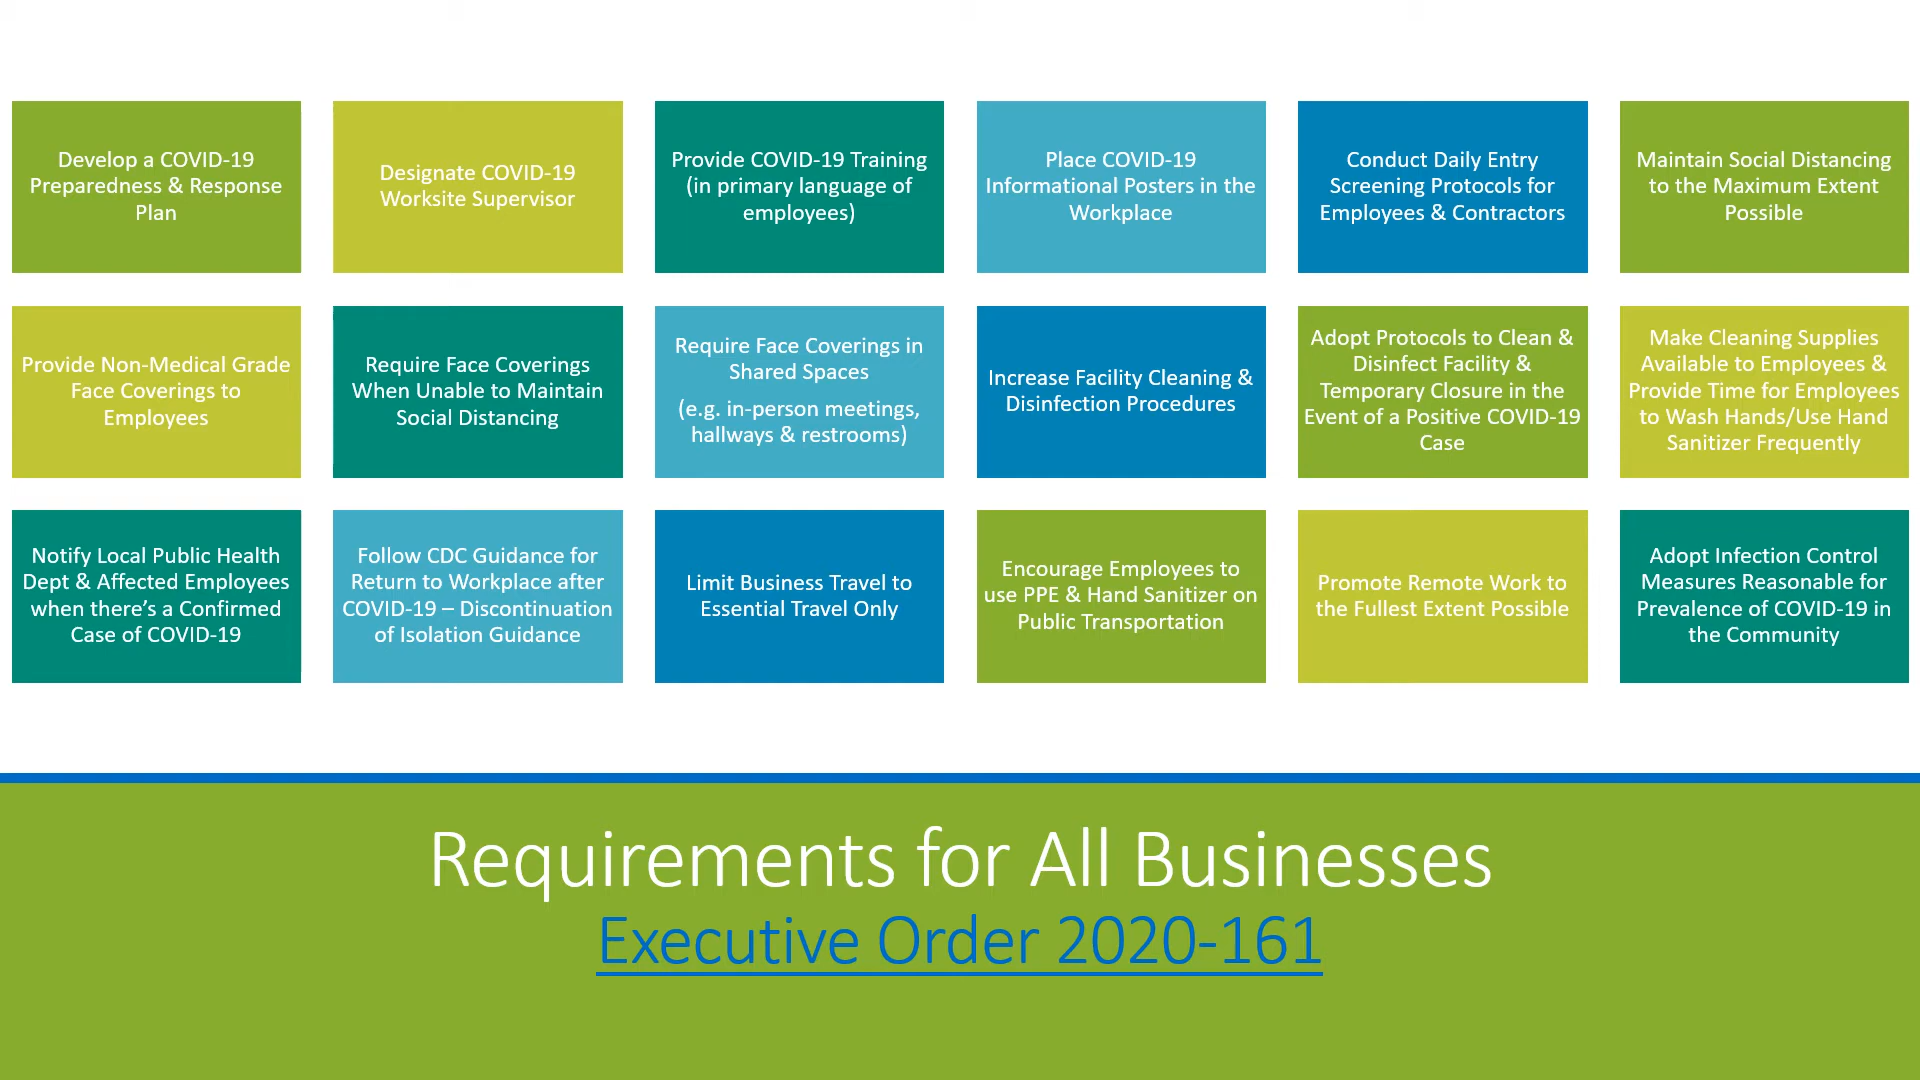 Develop a COVID-19
Preparedness & Response
Plan
Designate COVID-19
Worksite Supervisor
Provide COVID-19 Training
(in primary language of
employees)
Place COVID-19
Informational Posters in the
Workplace
Conduct Daily Entry
Screening Protocols for
Employees & Contractors
Maintain Social Distancing
to the Maximum Extent
Possible
Provide Non-Medical Grade
Face Coverings to
Employees
Require Face Coverings
When Unable to Maintain
Social Distancing
Require Face Coverings in
Shared Spaces
(e.g. in-person meetings,
hallways & restrooms)
Increase Facility Cleaning &
Disinfection Procedures
Adopt Protocols to Clean &
Disinfect Facility &
Temporary Closure in the
Event of a Positive COVID-19
Case
Make Cleaning Supplies
Available to Employees &
Provide Time for Employees
to Wash Hands/Use Hand
Sanitizer Frequently
Notify Local Public Health
Dept & Affected Employees
when there’s a Confirmed
Case of COVID-19
Follow CDC Guidance for
Return to Workplace after
COVID-19 – Discontinuation
of Isolation Guidance
Limit Business Travel to
Essential Travel Only
Encourage Employees to
use PPE & Hand Sanitizer on
Public Transportation
Promote Remote Work to
the Fullest Extent Possible
Adopt Infection Control
Measures Reasonable for
Prevalence of COVID-19 in
the Community
Requirements for All Businesses
Executive Order 2020-161